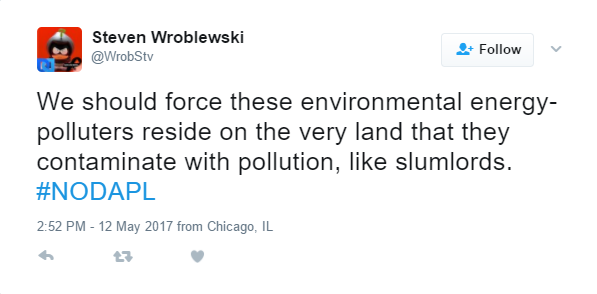 Steven Wroblewski
@WrobStv
Follow
We should force these environmental energy-
polluters reside on the very land that they
contaminate with pollution, like slumlords.
#NODAPL
2:52 PM - 12 May 2017 from Chicago, IL